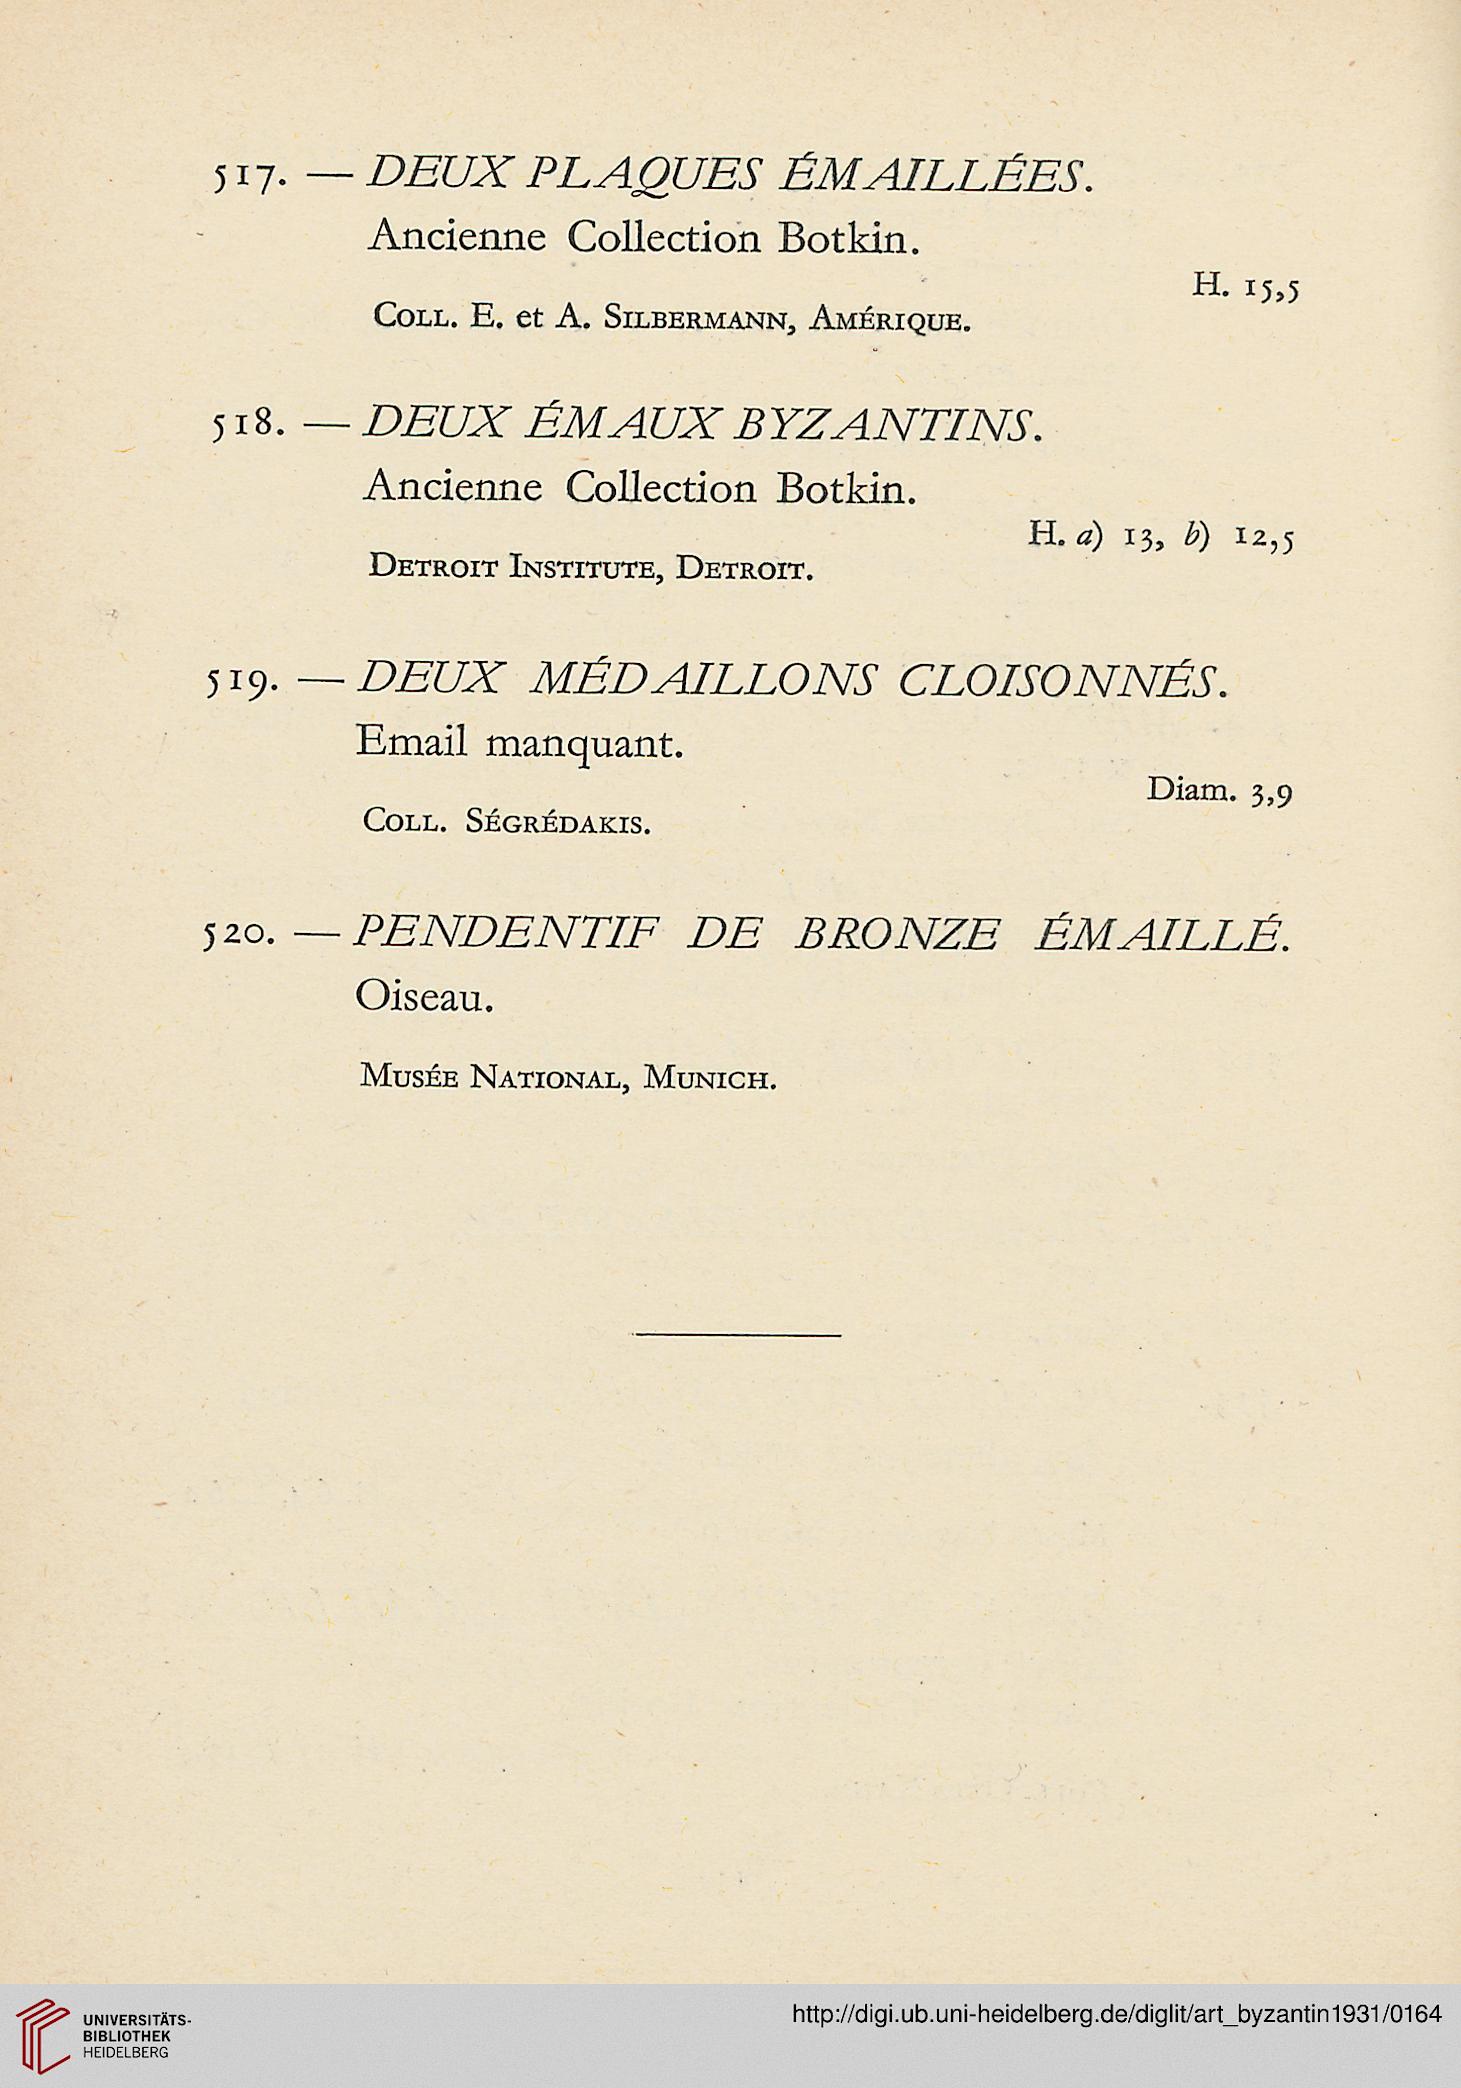 517. — DEUX PLAQUES ÉMAILLÉES.
Ancienne Collection Botkin.
H. 15,5
COLL. E. et A. SILBERMANN, AMÉRIQUE.
518. — DEUX ÉMAUX BYZANTINS.
Ancienne Collection Botkin.
H. a) 13, b) 12,5
DETROIT INSTITUTE, DETROIT.
519. — DEUX MÉDAILLONS CLOISONNÉS.
Email manquant.
Diam. 3,9
COLL. SÉGRÉDAKIS.
520. — PENDENTIF DE BRONZE ÉMAILLÉ.
Oiseau.
MUSÉE NATIONAL, MUNICH.
UNIVERSITÄTS-
BIBLIOTHEK
HEIDELBERG
http://digi.ub.uni-heidelberg.de/diglit/art_byzantin1931/0164